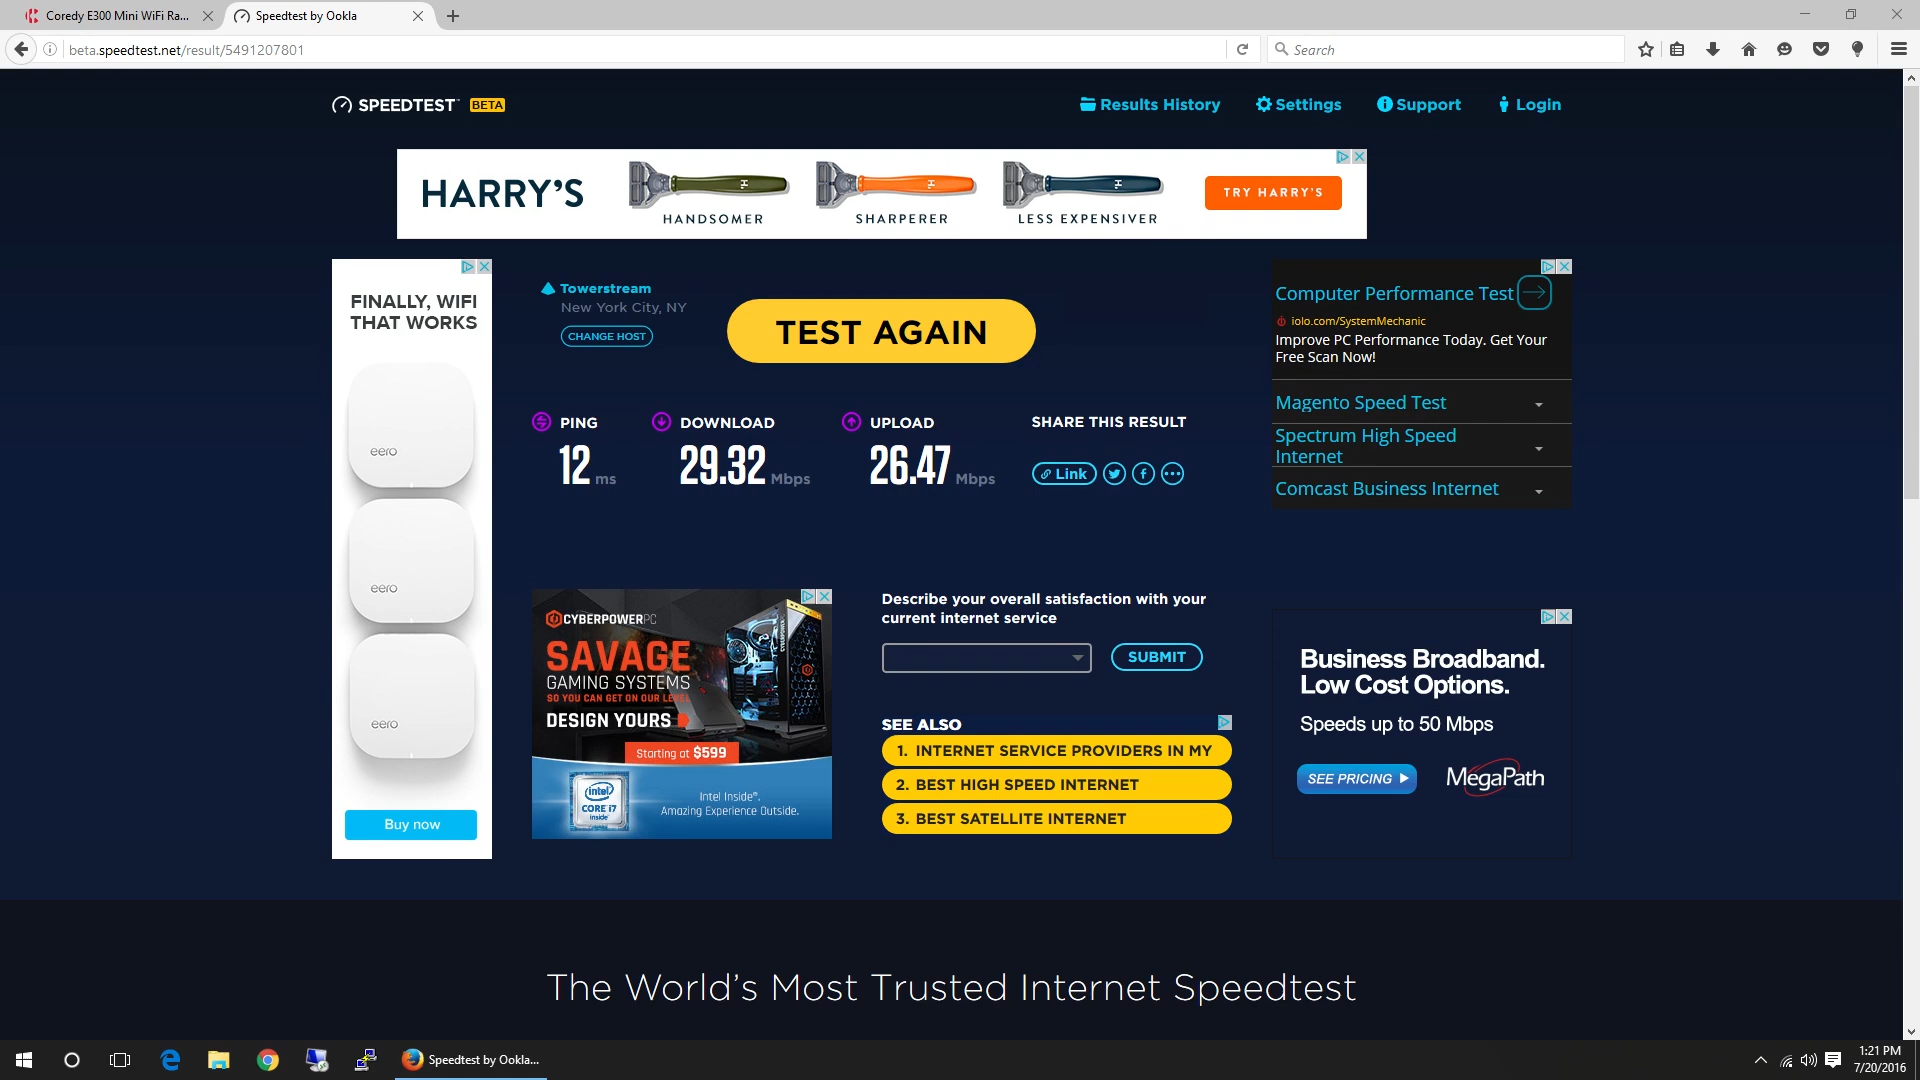 Coredy E300 Mini WiFi Ra...
Speedtest by Ookla
beta.speedtest.net/result/5491207801
Search
SPEEDTEST BETA
Results History
Settings
Support
Login
HARRY'S
HANDSOMER
SHARPERER
LESS EXPENSIVER
TRY HARRY'S
FINALLY, WIFI
THAT WORKS
eero
eero
eero
Buy now
Towerstream
New York City, NY
CHANGE HOST
TEST AGAIN
PING
12 ms
DOWNLOAD
29.32 Mbps
UPLOAD
26.47 Mbps
SHARE THIS RESULT
Link
Computer Performance Test
iolo.com/SystemMechanic
Improve PC Performance Today. Get Your
Free Scan Now!
Magento Speed Test
Spectrum High Speed
Internet
Comcast Business Internet
CYBERPOWERPC
SAVAGE
GAMING SYSTEMS
SO YOU CAN GET ON OUR LEVEL
DESIGN YOURS
Starting at $599
intel
CORE i7
inside
Intel Inside®.
Amazing Experience Outside.
Describe your overall satisfaction with your
current internet service
SUBMIT
SEE ALSO
1. INTERNET SERVICE PROVIDERS IN MY
2. BEST HIGH SPEED INTERNET
3. BEST SATELLITE INTERNET
Business Broadband.
Low Cost Options.
Speeds up to 50 Mbps
SEE PRICING
MegaPath
The World's Most Trusted Internet Speedtest
Speedtest by Ookla...
1:21 PM
7/20/2016